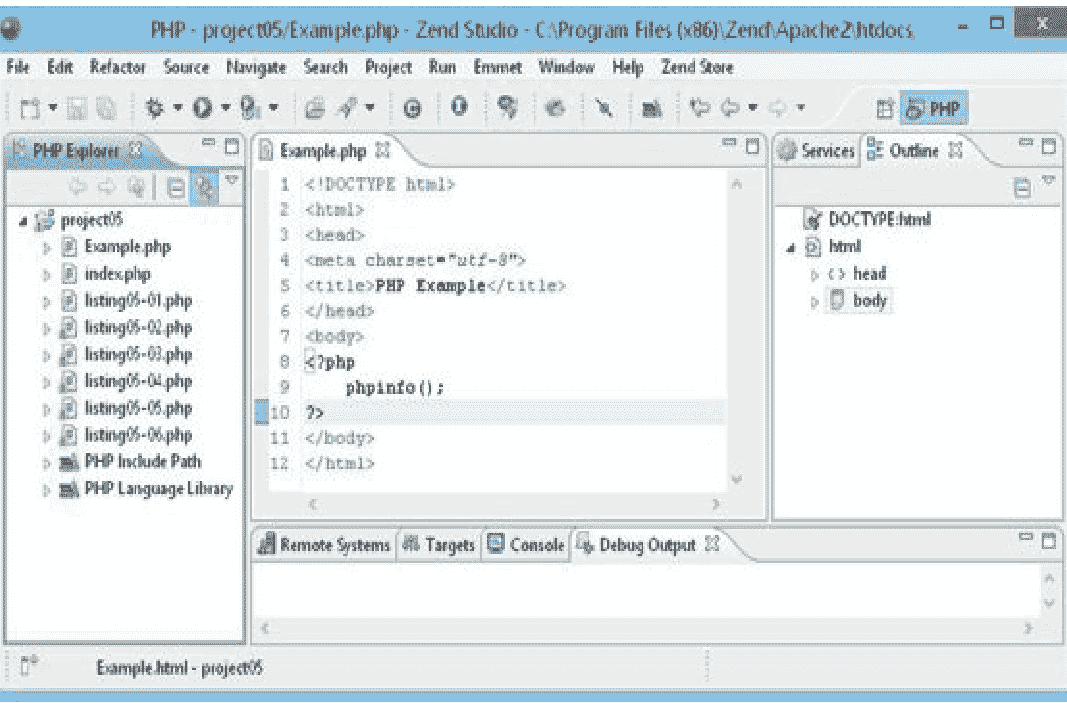 PHP - project05/Example.php - Zend Studio - C:\Program Files (x86)\Zend\Apache2\htdocs
File Edit Refactor Source Navigate Search Project Run Emmet Window Help Zend Store
PHP
PHP Explorer
project05
Example.php
index.php
listing05-01.php
listing05-02.php
listing05-03.php
listing05-04.php
listing05-05.php
listing05-06.php
PHP Include Path
PHP Language Library
Example.php
1 <!DOCTYPE html>
2 <html>
3 <head>
4 <meta charset="utf-8">
5 <title>PHP Example</title>
6 </head>
7 <body>
8 <?php
9 phpinfo();
10 ?>
11 </body>
12 </html>
Services Outline
DOCTYPE:html
html
head
body
Remote Systems Targets Console Debug Output
Example.html - project05